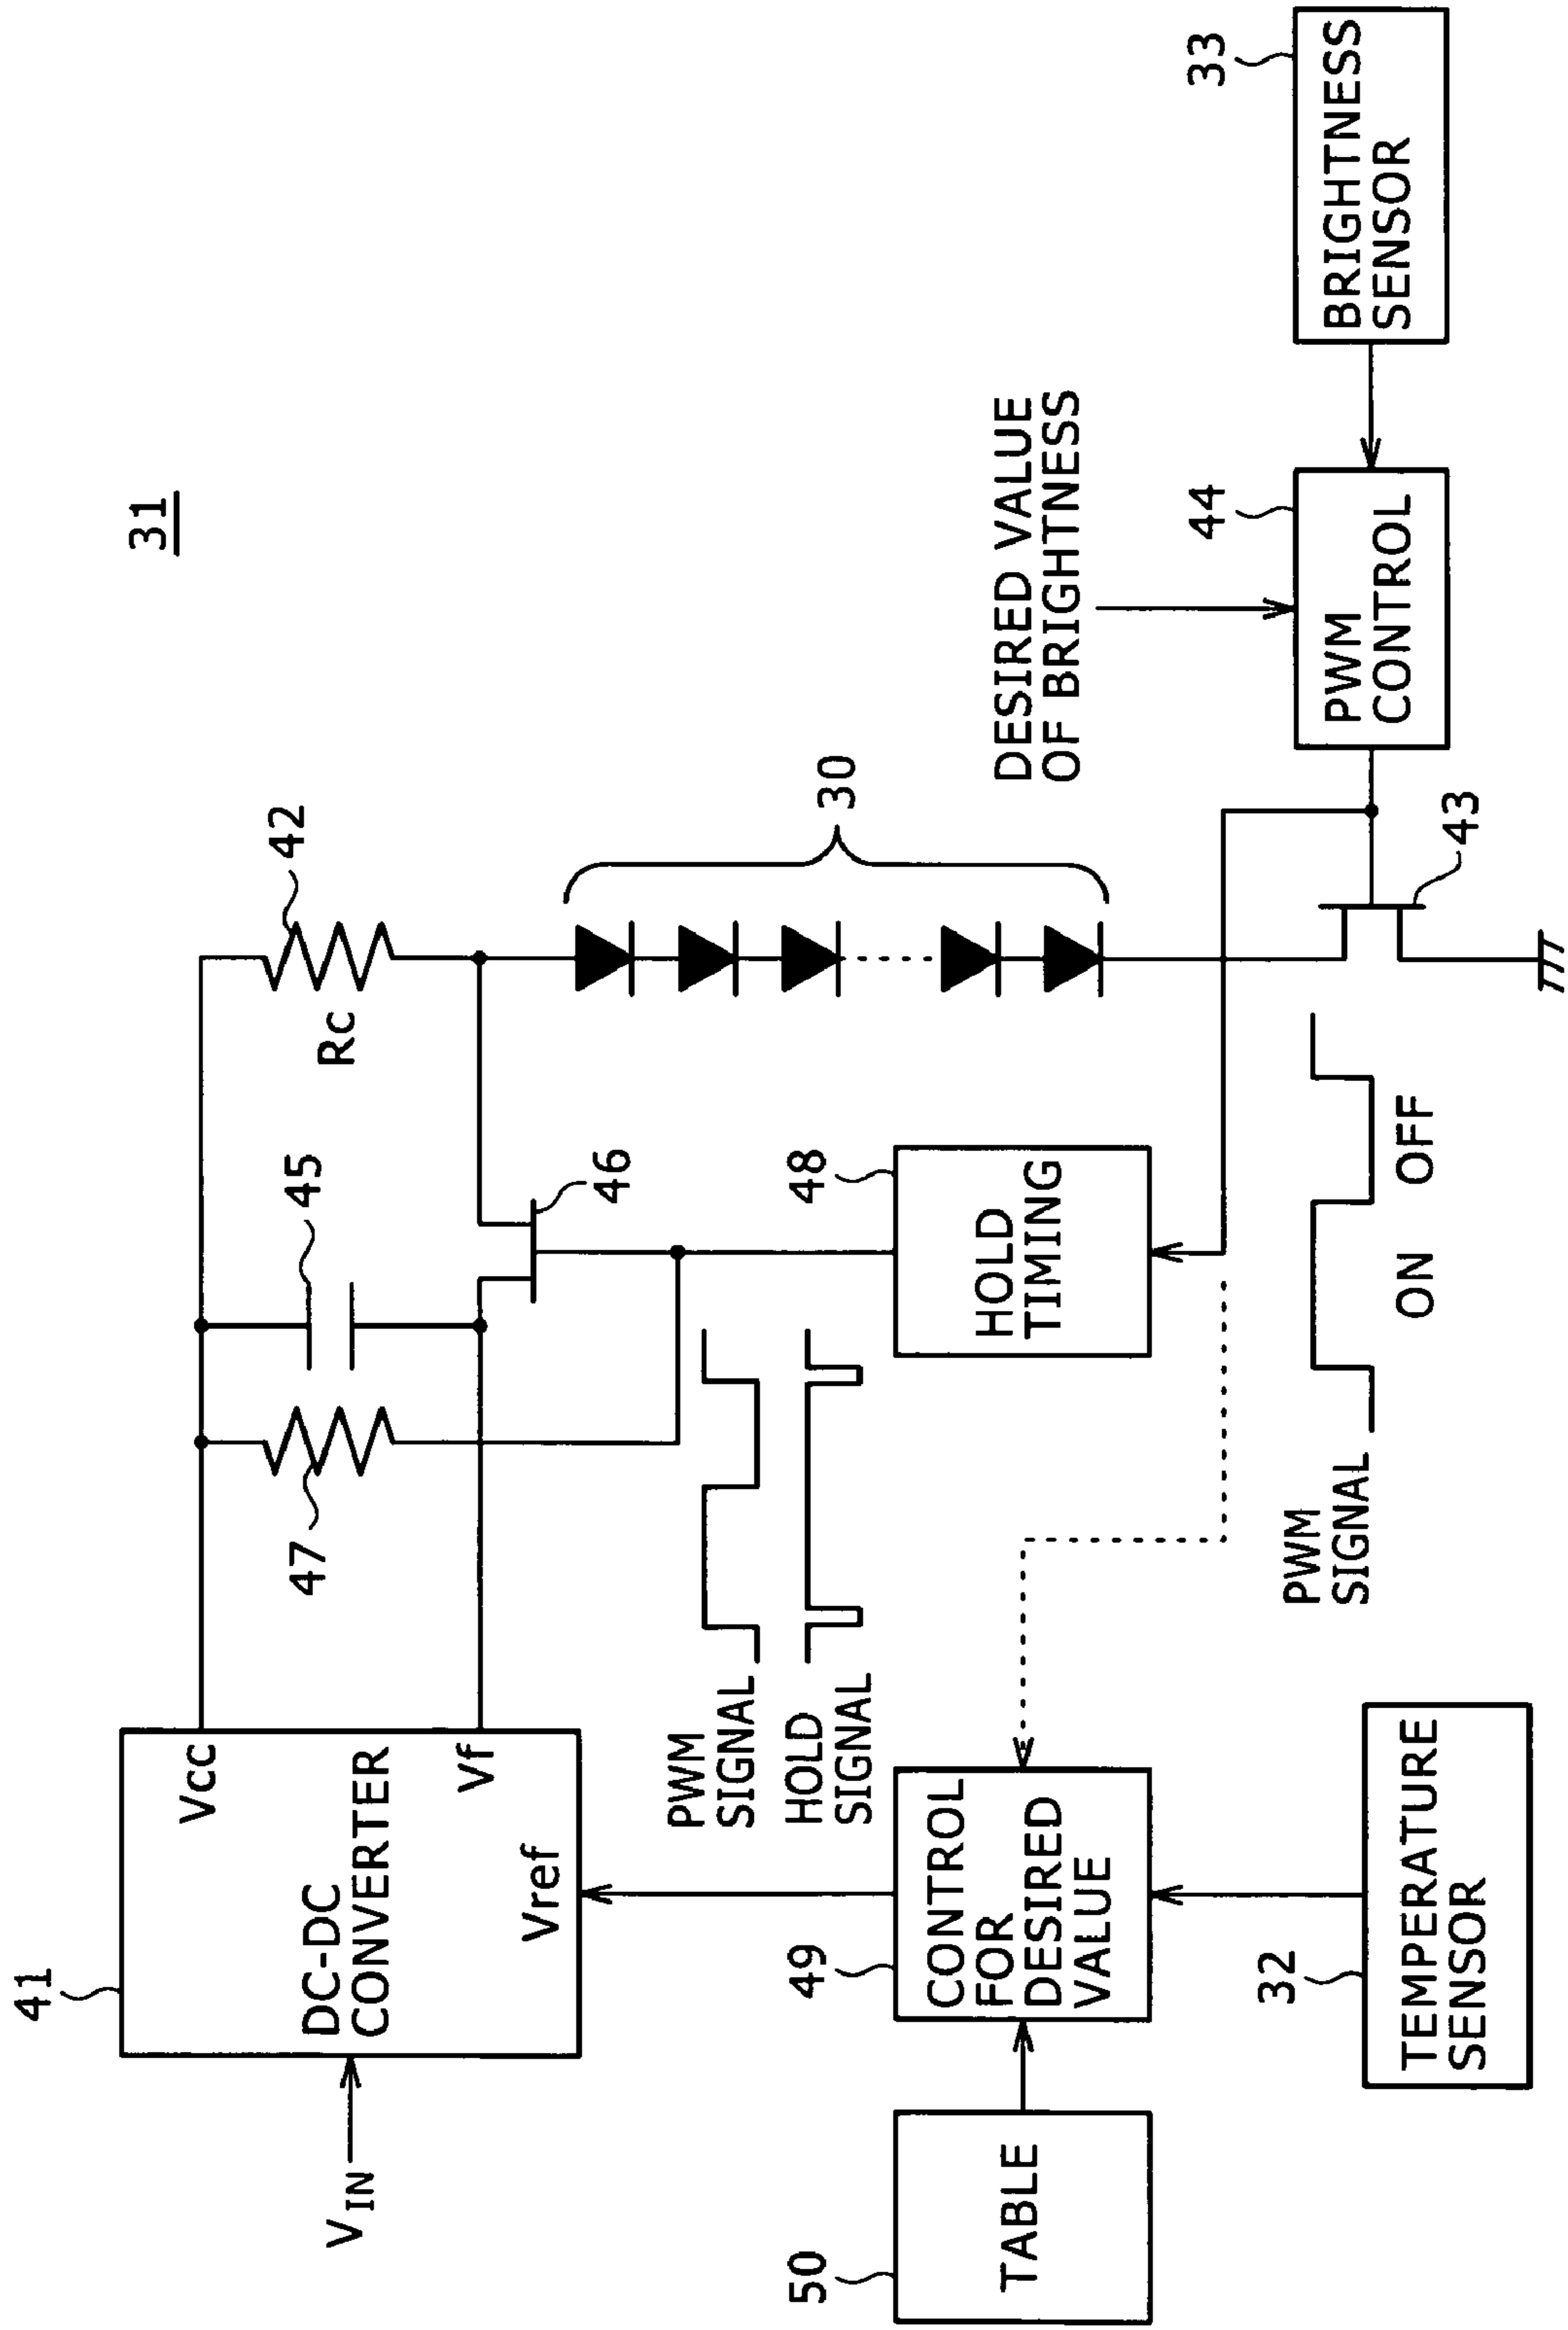 31
41
VIN
DC-DC
CONVERTER
Vcc
Vf
Vref
47
45
46
42
Rc
30
PWM
SIGNAL
HOLD
SIGNAL
50
TABLE
49
CONTROL
FOR
DESIRED
VALUE
48
HOLD
TIMING
DESIRED VALUE
OF BRIGHTNESS
32
TEMPERATURE
SENSOR
PWM
SIGNAL
ON
OFF
43
44
PWM
CONTROL
33
BRIGHTNESS
SENSOR